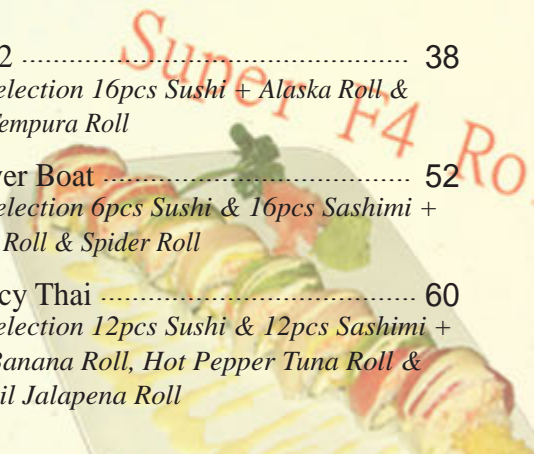 Super F4 Ro
2 ........................................................ 38
election 16pcs Sushi + Alaska Roll &
empura Roll
er Boat ............................................. 52
election 6pcs Sushi & 16pcs Sashimi +
Roll & Spider Roll
cy Thai .............................................. 60
election 12pcs Sushi & 12pcs Sashimi +
Banana Roll, Hot Pepper Tuna Roll &
il Jalapena Roll